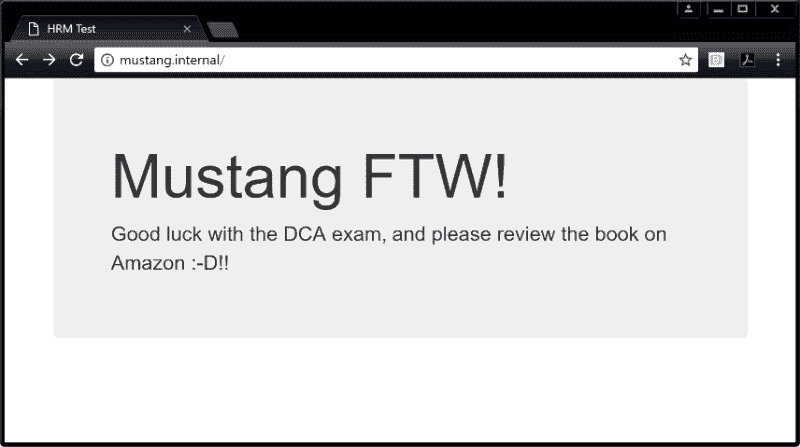 HRM Test
mustang.internal/
Mustang FTW!
Good luck with the DCA exam, and please review the book on
Amazon :-D!!